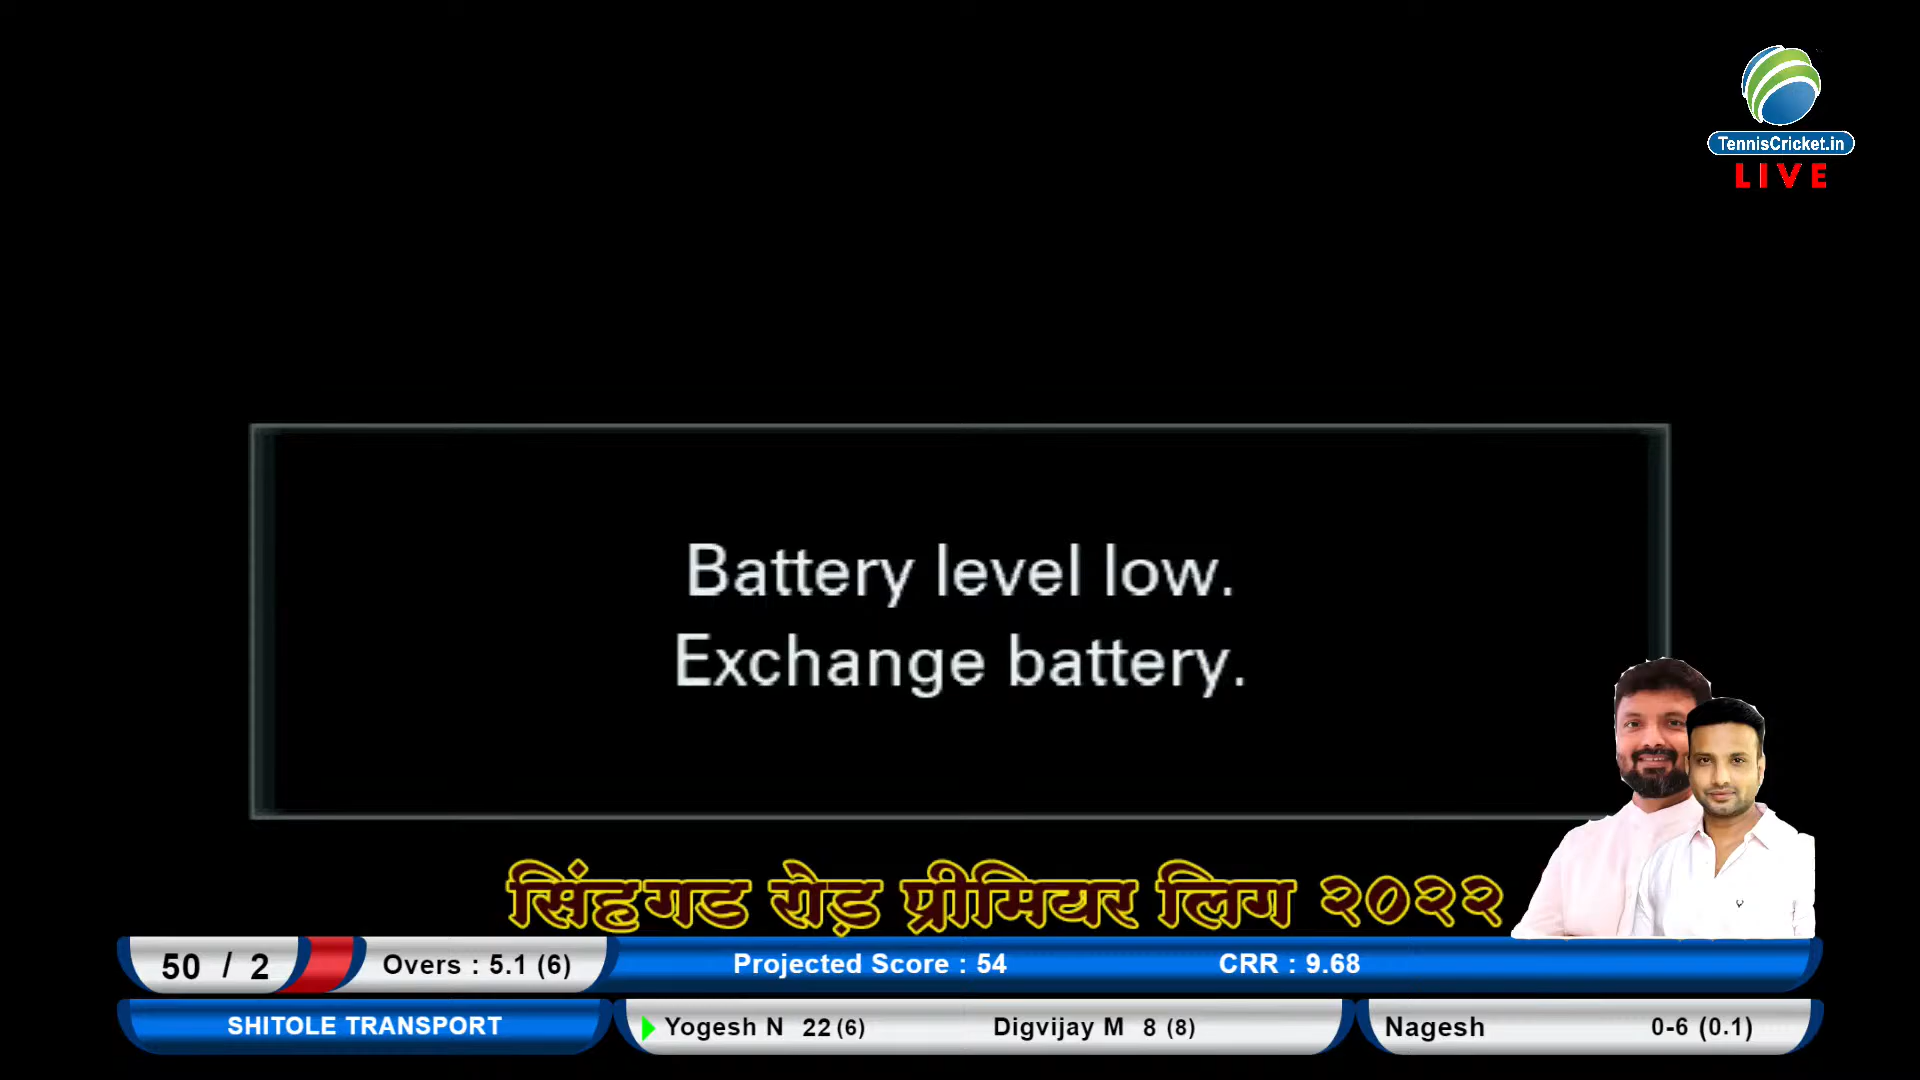 TennisCricket.in
LIVE
Battery level low.
Exchange battery.
सिंहगड रोड़ प्रीमियर लिग २०२२
50 / 2 Overs : 5.1 (6) Projected Score : 54 CRR : 9.68
SHITOLE TRANSPORT Yogesh N 22 (6) Digvijay M 8 (8) Nagesh 0-6 (0.1)